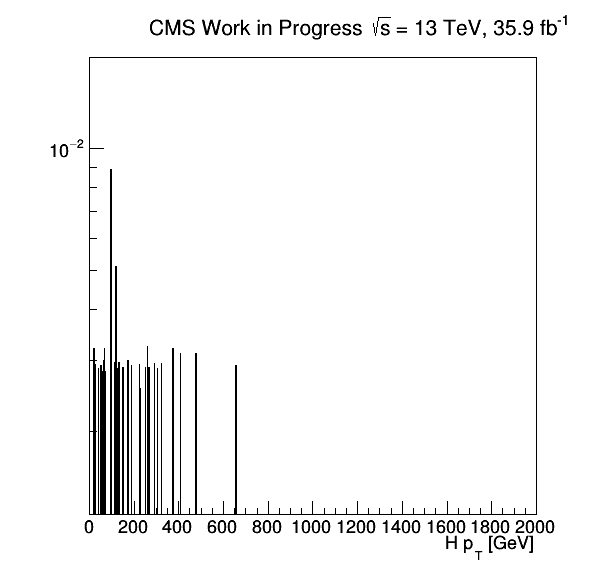 CMS Work in Progress √s = 13 TeV, 35.9 fb⁻¹
10⁻²
0 200 400 600 800 1000 1200 1400 1600 1800 2000
H p_T [GeV]